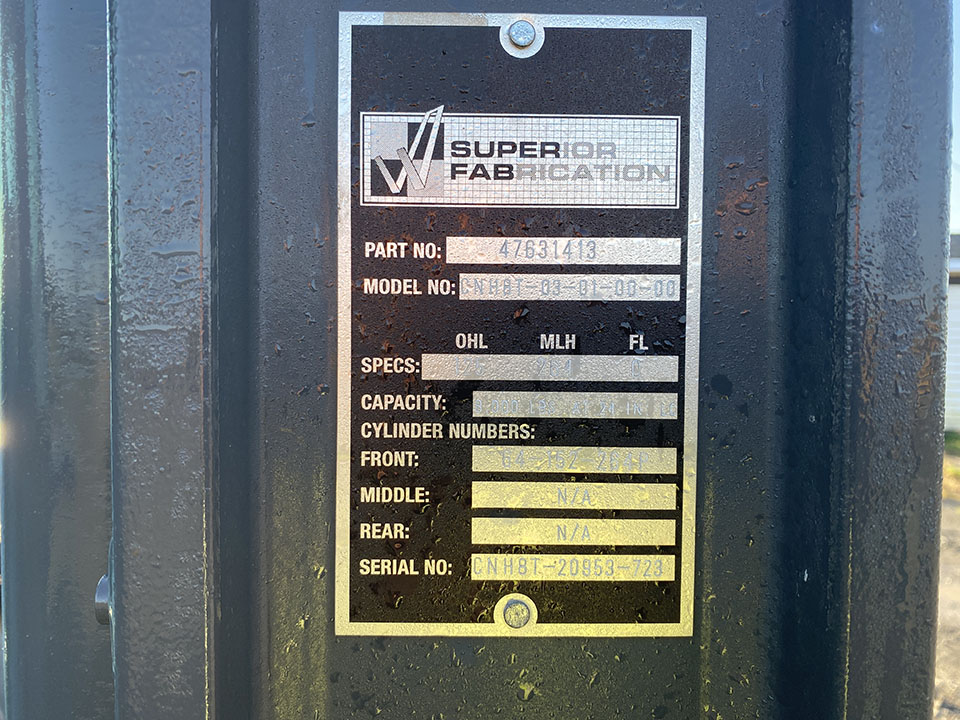 SUPERIOR
FABRICATION
PART NO: 47631413
MODEL NO: CNH8T-03-01-00-00
OHL MLH FL
SPECS:
CAPACITY:
CYLINDER NUMBERS:
FRONT:
MIDDLE: N/A
REAR: N/A
SERIAL NO: CNH8T-20953-723